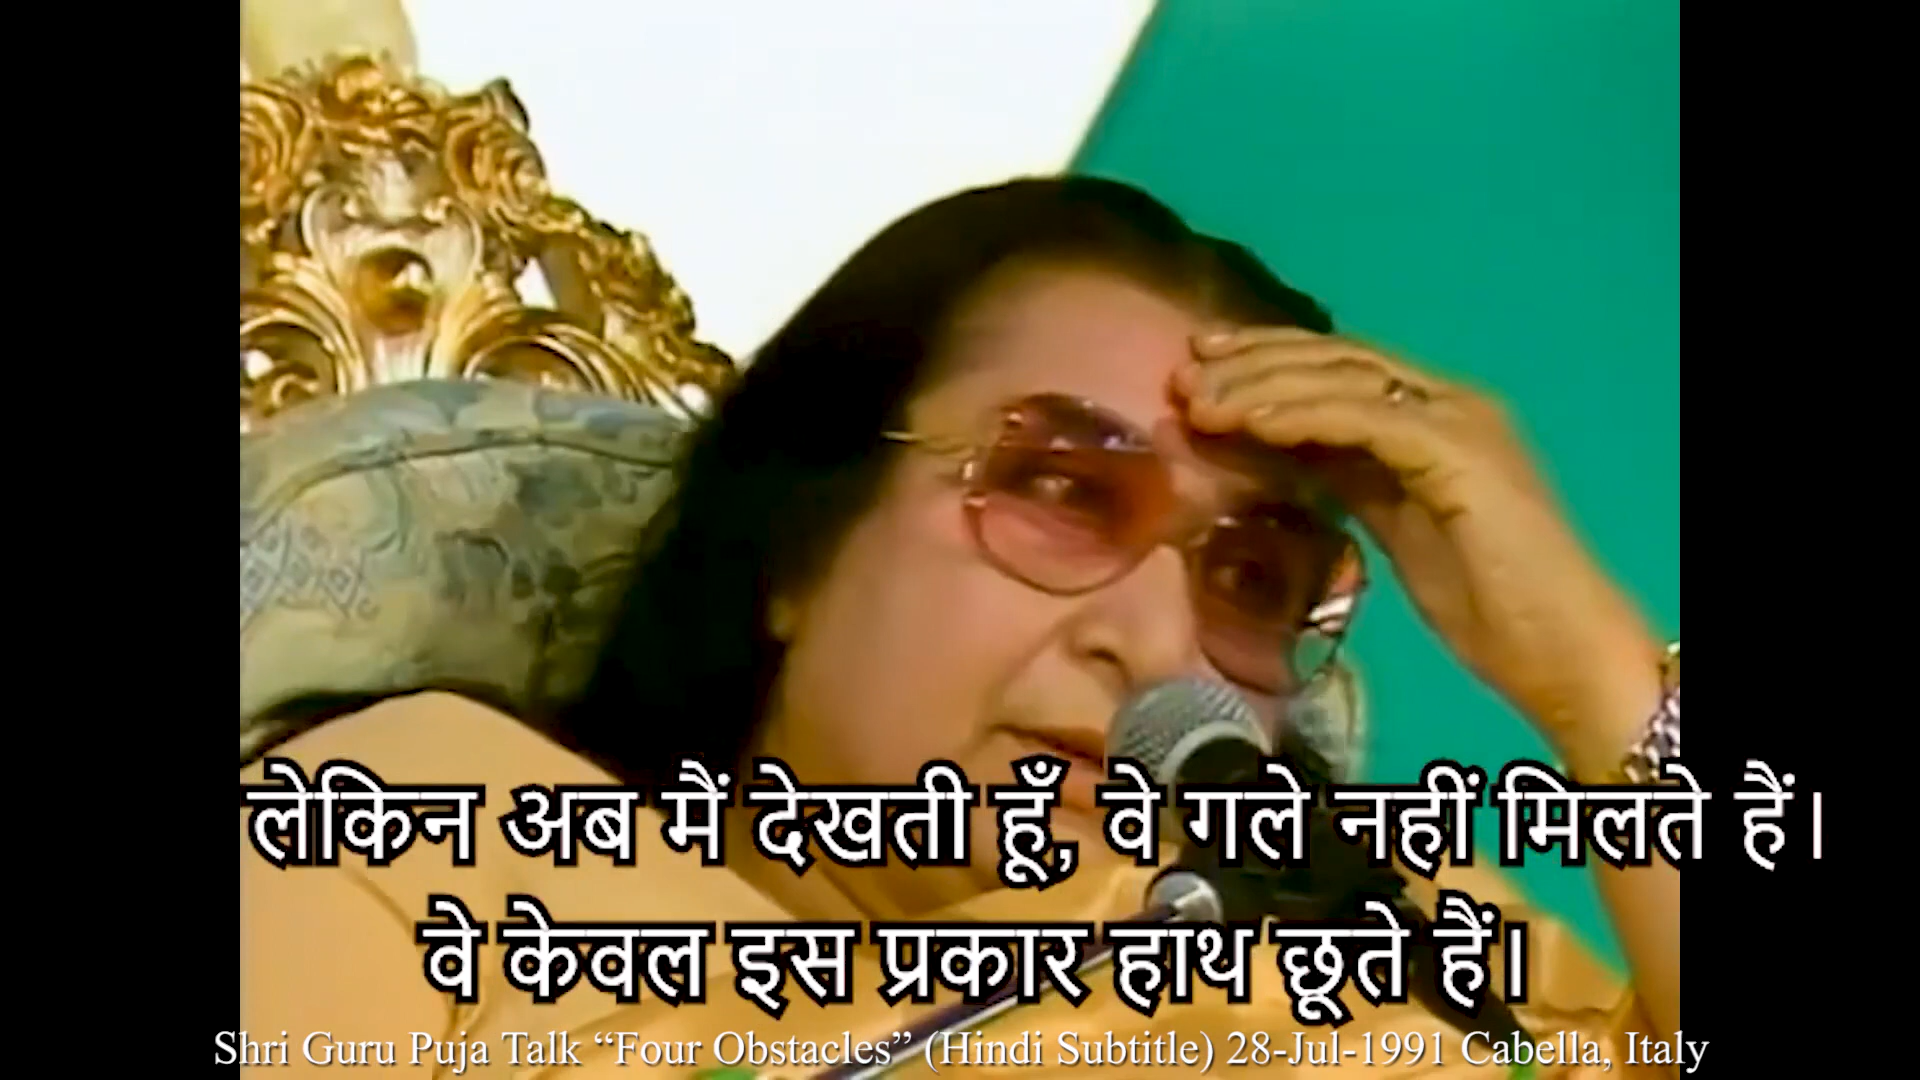 लेकिन अब मैं देखती हूँ, वे गले नहीं मिलते हैं।
वे केवल इस प्रकार हाथ छूते हैं।
Shri Guru Puja Talk “Four Obstacles” (Hindi Subtitle) 28-Jul-1991 Cabella, Italy